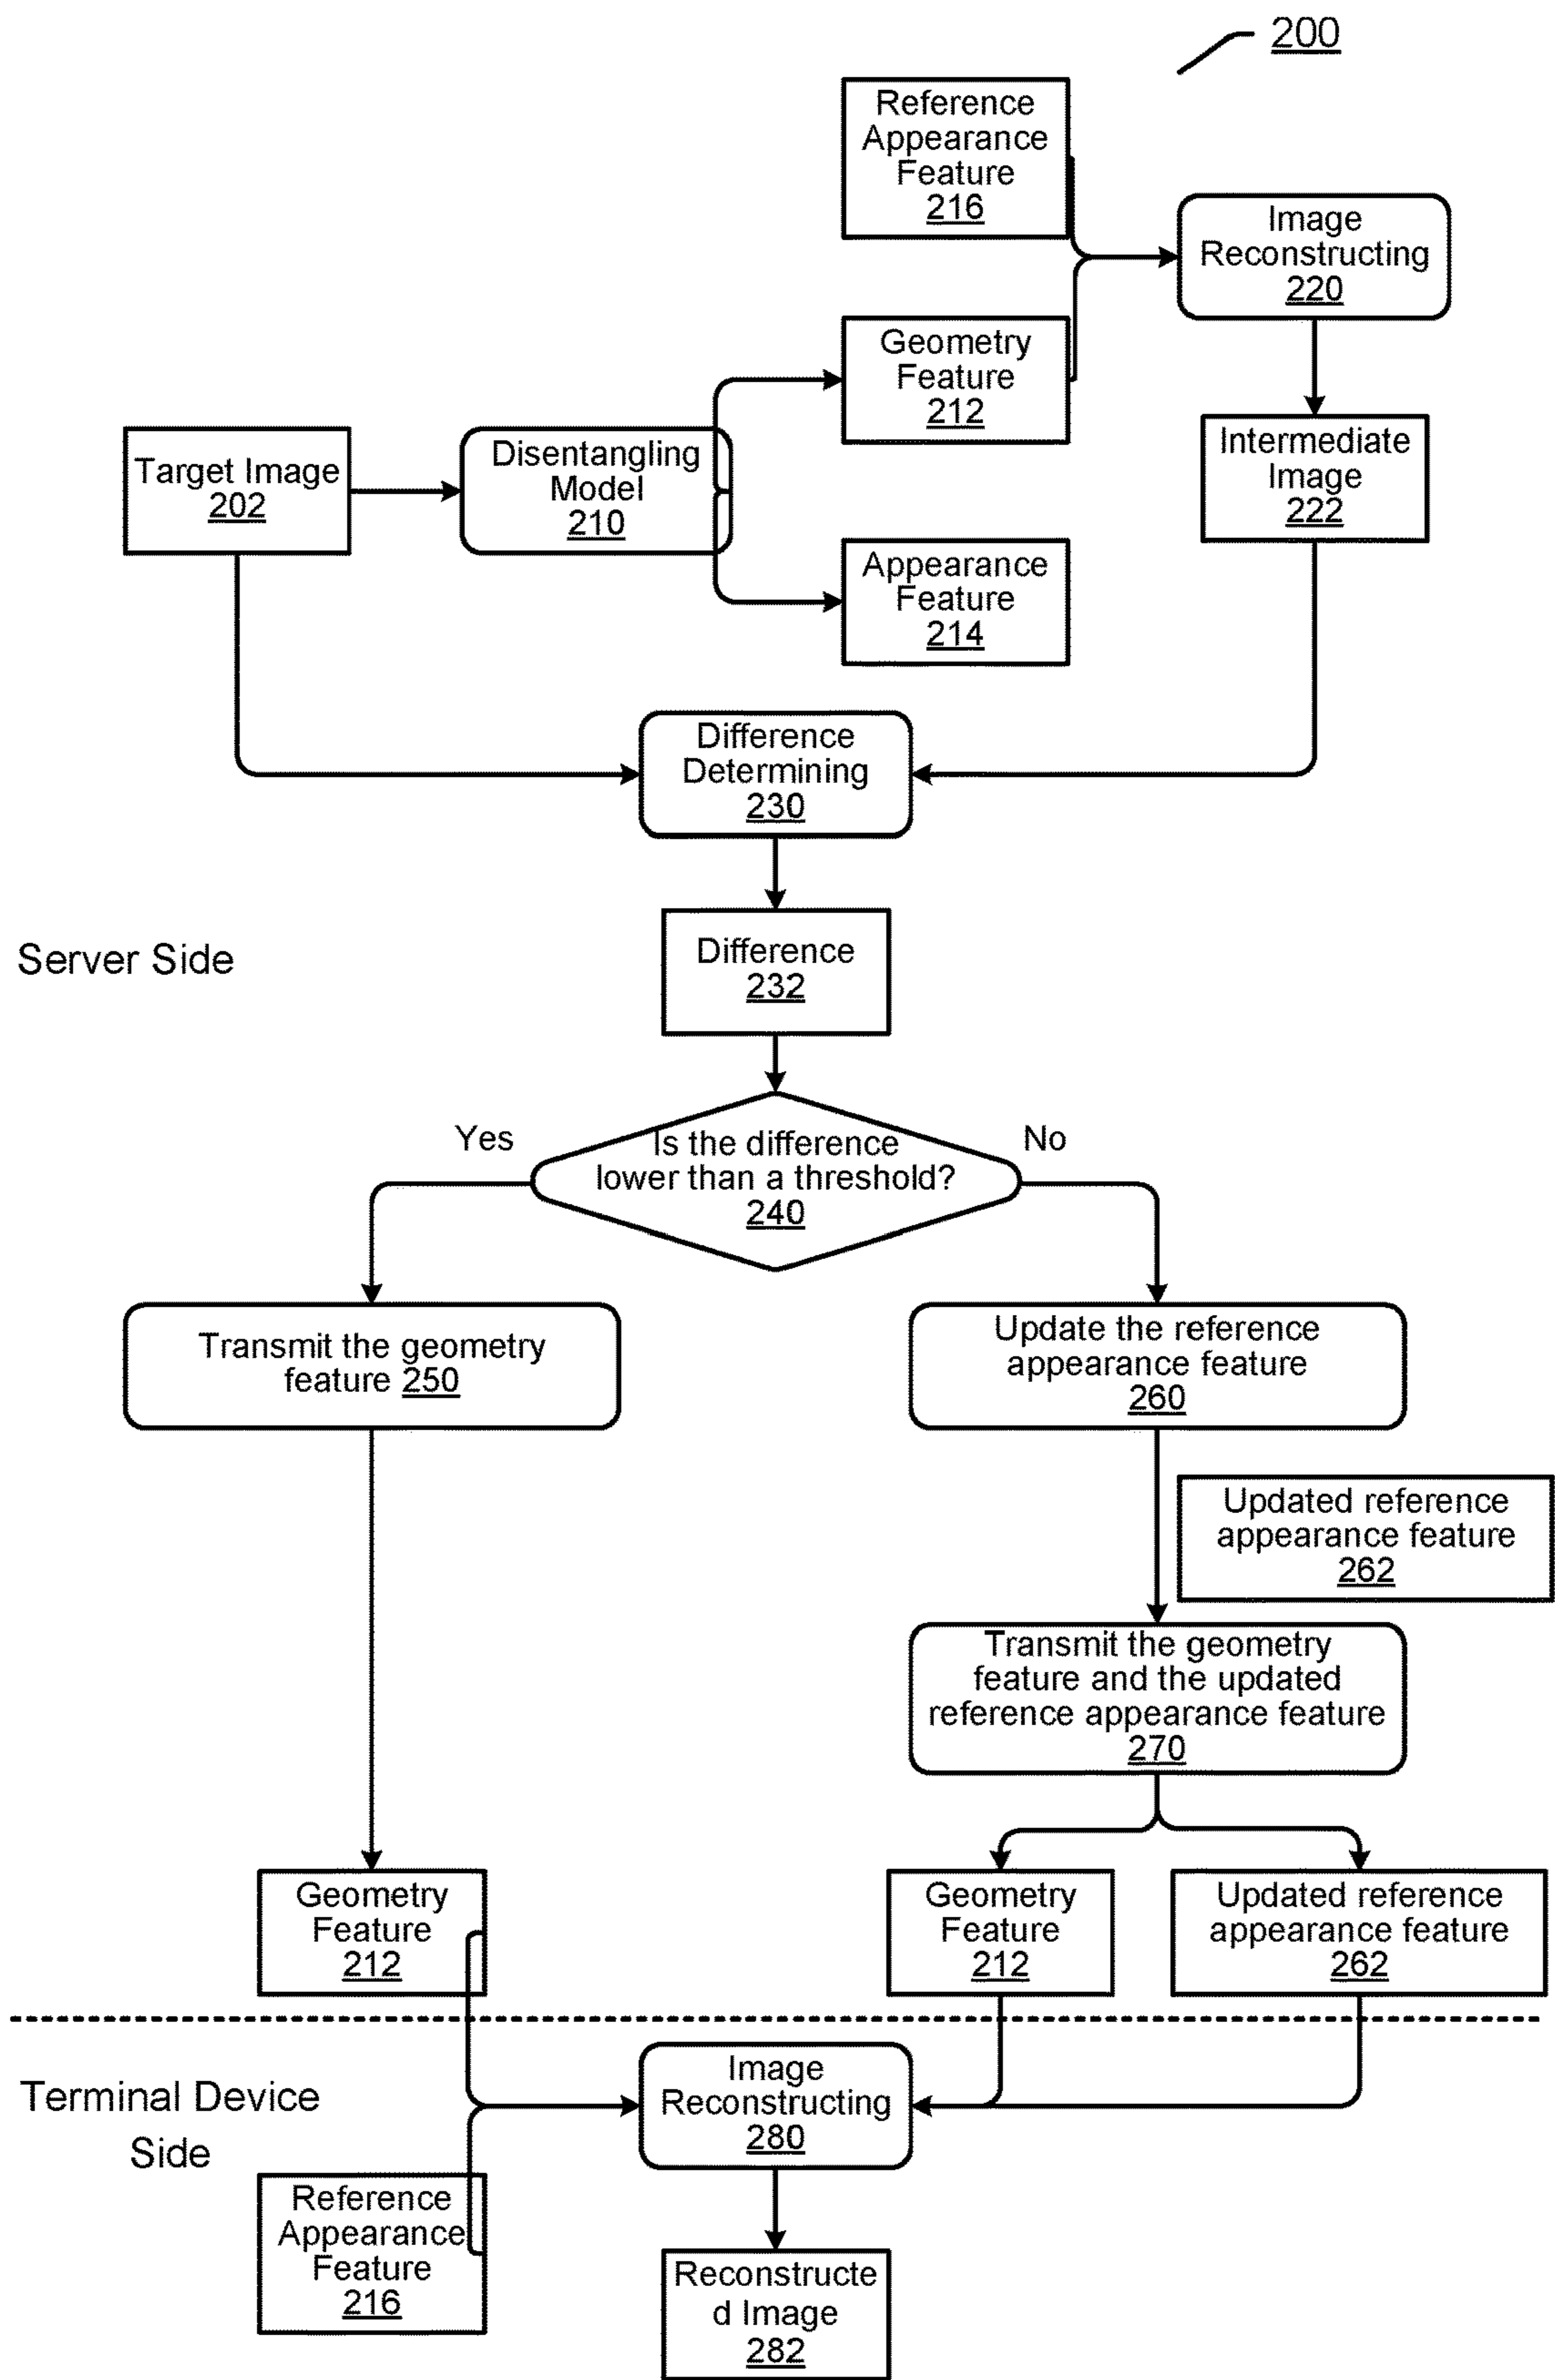 200
Reference
Appearance
Feature
216
Image
Reconstructing
220
Geometry
Feature
212
Intermediate
Image
222
Target Image
202
Disentangling
Model
210
Appearance
Feature
214
Difference
Determining
230
Server Side
Difference
232
Yes
Is the difference
lower than a threshold?
240
No
Transmit the geometry
feature 250
Update the reference
appearance feature
260
Updated reference
appearance feature
262
Transmit the geometry
feature and the updated
reference appearance feature
270
Geometry
Feature
212
Geometry
Feature
212
Updated reference
appearance feature
262
Terminal Device
Side
Image
Reconstructing
280
Reference
Appearance
Feature
216
Reconstructe
d Image
282